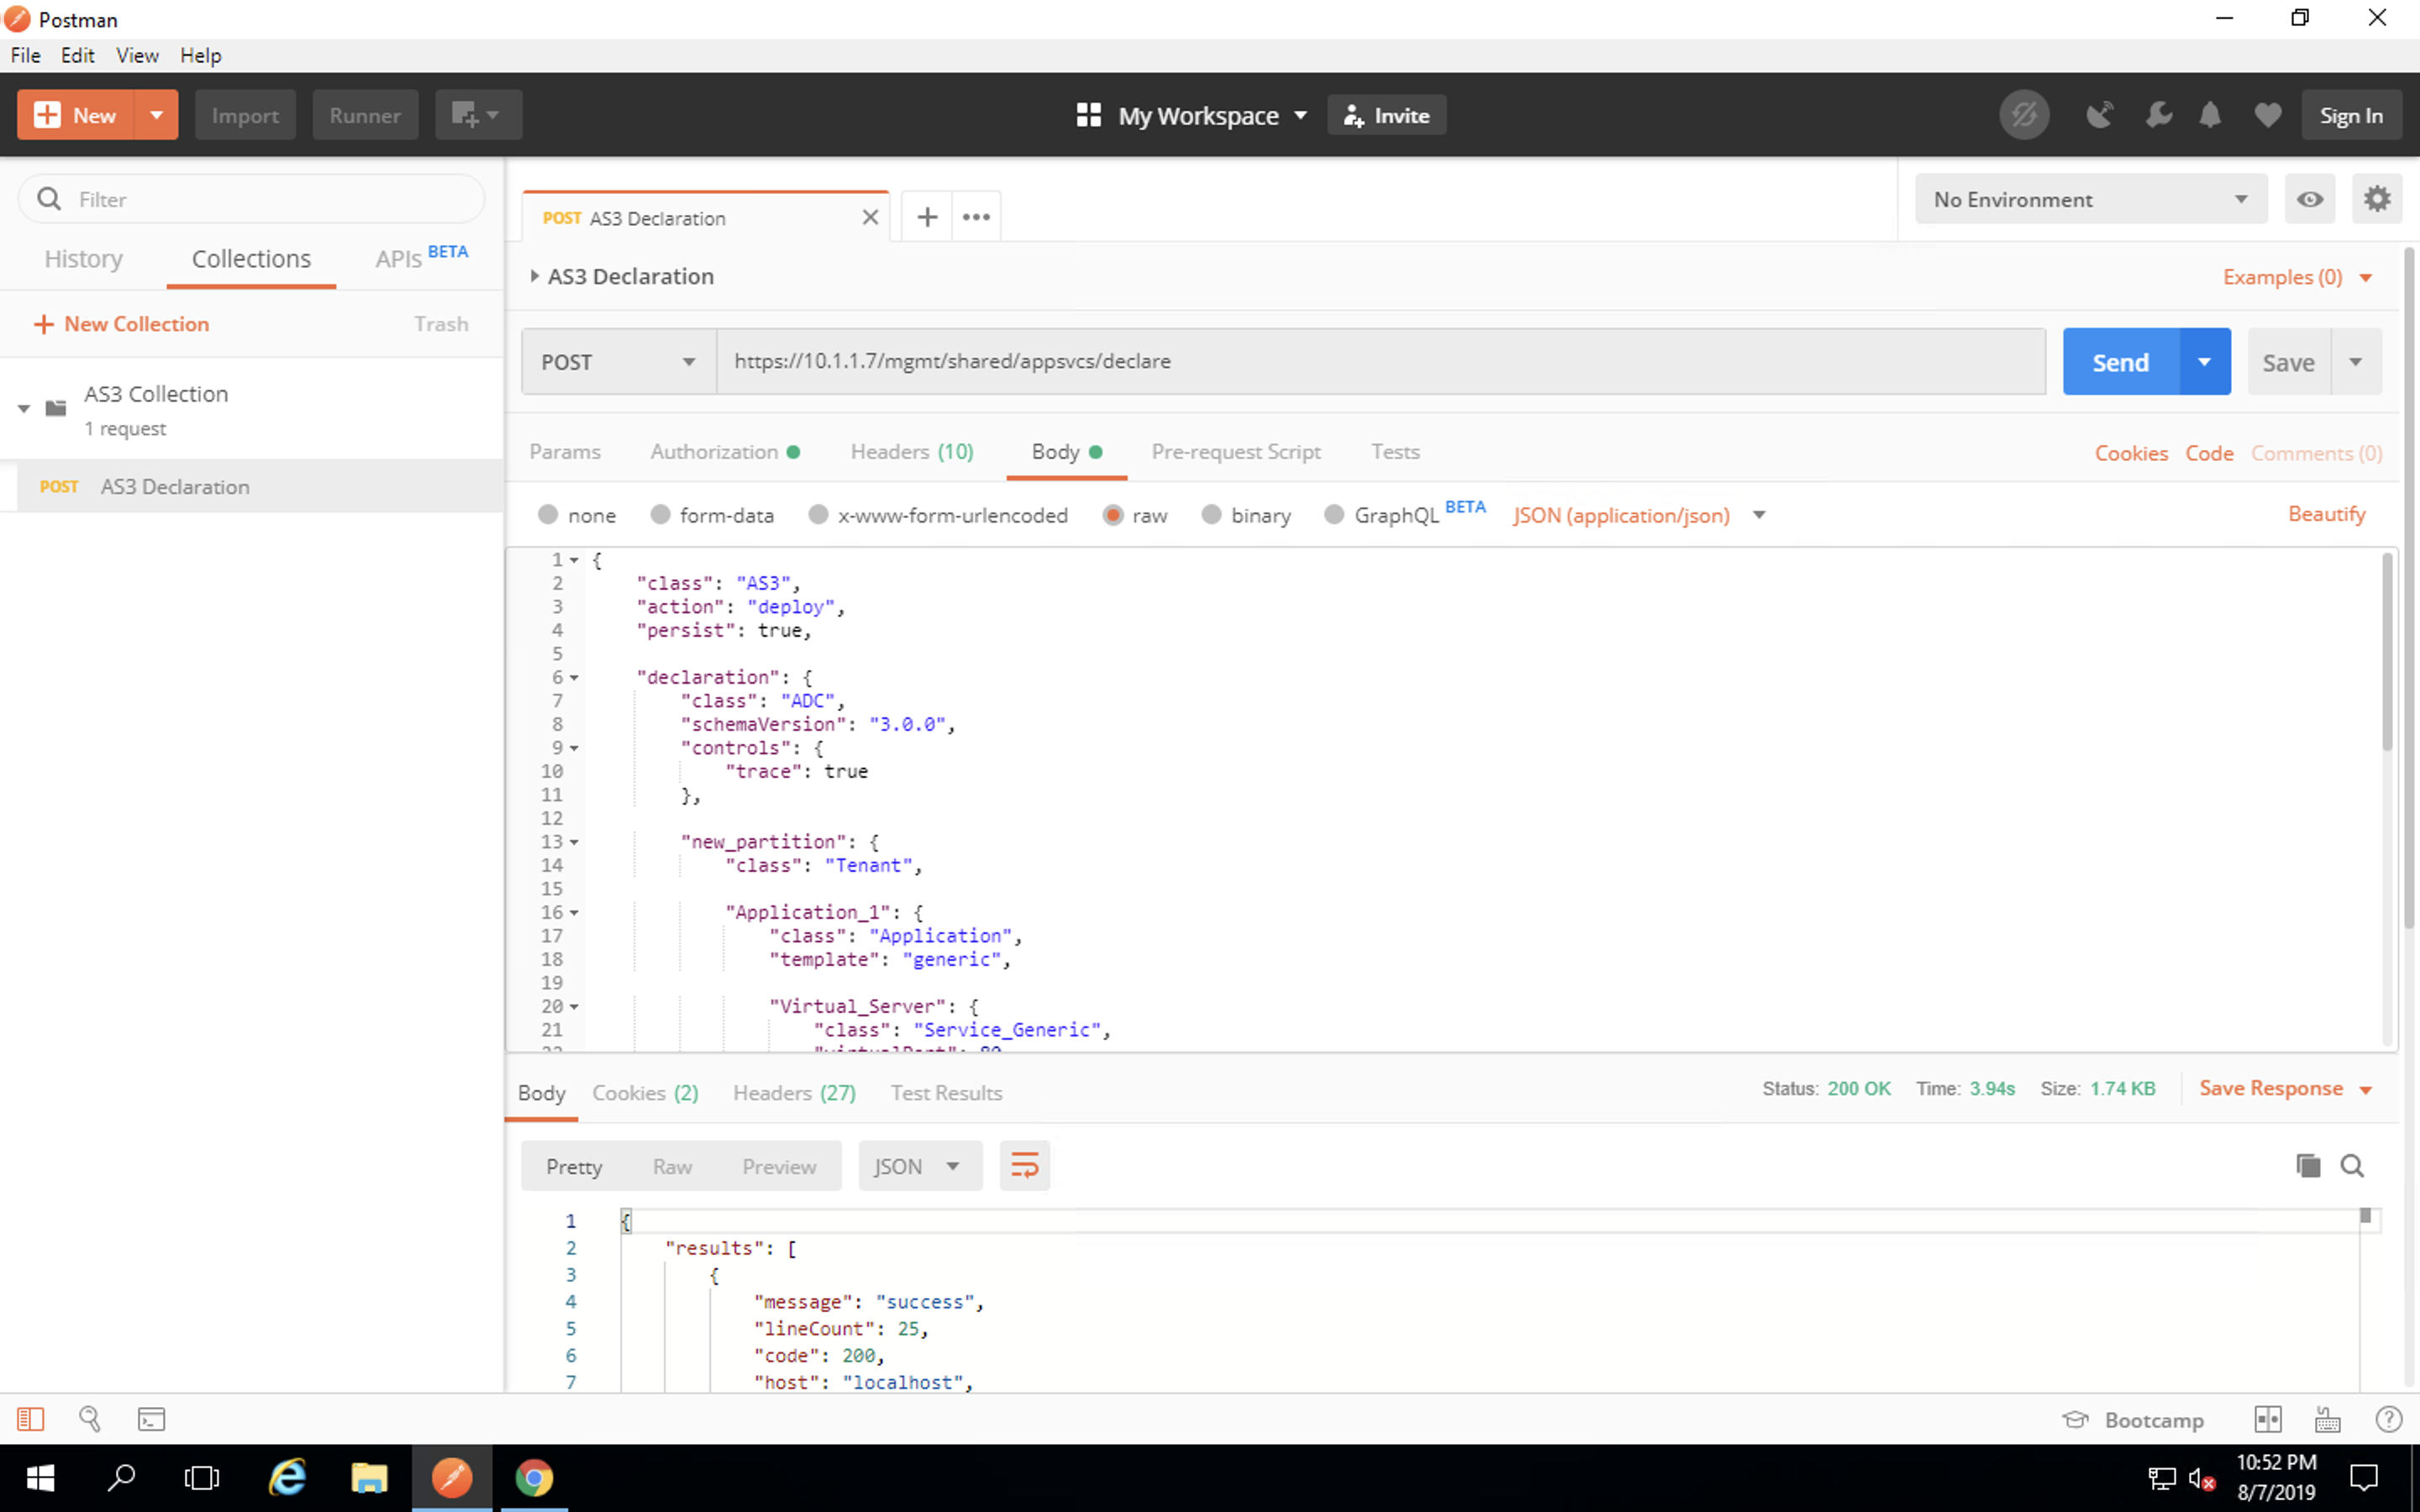 Postman
File Edit View Help
New Import Runner My Workspace Invite Sign In
Filter
History Collections APIs BETA
New Collection Trash
AS3 Collection
1 request
POST AS3 Declaration
POST AS3 Declaration
No Environment
AS3 Declaration
Examples (0)
POST https://10.1.1.7/mgmt/shared/appsvcs/declare Send Save
Params Authorization Headers (10) Body Pre-request Script Tests Cookies Code Comments (0)
none form-data x-www-form-urlencoded raw binary GraphQL BETA JSON (application/json) Beautify
1 {
2 "class": "AS3",
3 "action": "deploy",
4 "persist": true,
5
6 "declaration": {
7 "class": "ADC",
8 "schemaVersion": "3.0.0",
9 "controls": {
10 "trace": true
11 },
12
13 "new_partition": {
14 "class": "Tenant",
15
16 "Application_1": {
17 "class": "Application",
18 "template": "generic",
19
20 "Virtual_Server": {
21 "class": "Service_Generic",
Body Cookies (2) Headers (27) Test Results Status: 200 OK Time: 3.94s Size: 1.74 KB Save Response
Pretty Raw Preview JSON
1 {
2 "results": [
3 {
4 "message": "success",
5 "lineCount": 25,
6 "code": 200,
7 "host": "localhost",
Bootcamp
10:52 PM
8/7/2019